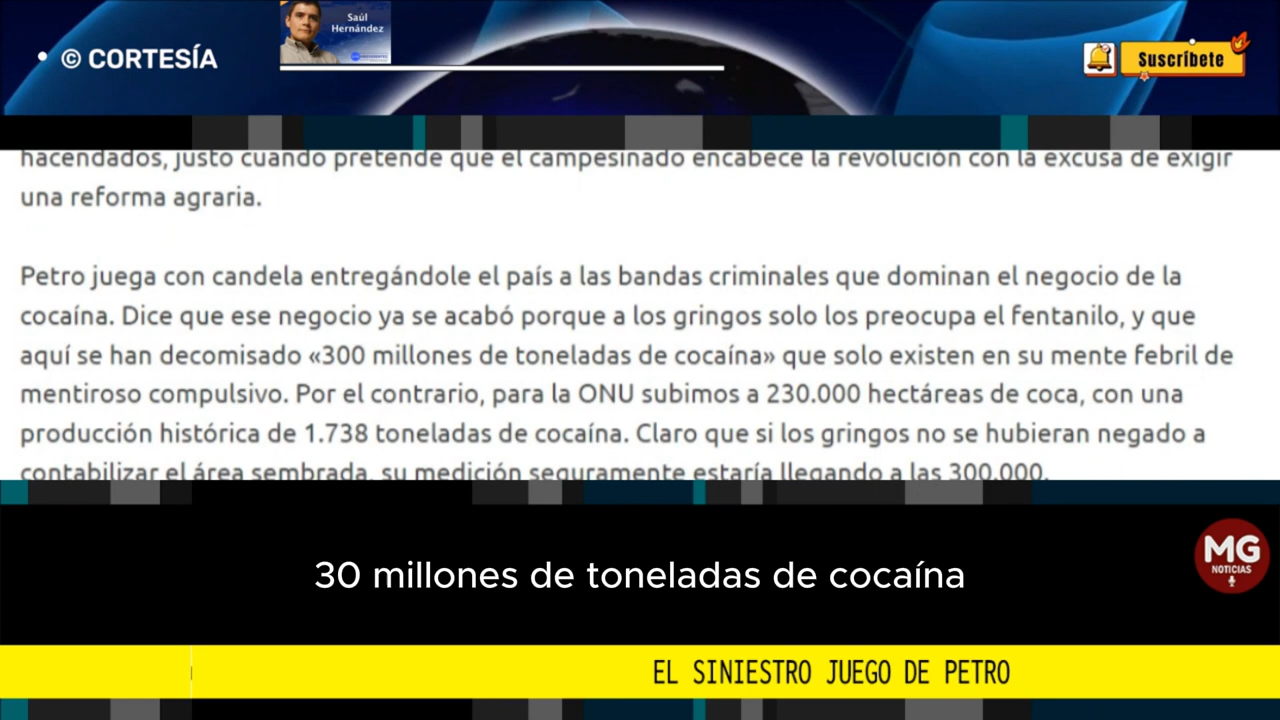 © CORTESÍA
Saúl
Hernández
Suscríbete
hacendados, justo cuando pretende que el campesinado encabece la revolución con la excusa de exigir
una reforma agraria.
Petro juega con candela entregándole el país a las bandas criminales que dominan el negocio de la
cocaína. Dice que ese negocio ya se acabó porque a los gringos solo los preocupa el fentanilo, y que
aquí se han decomisado «300 millones de toneladas de cocaína» que solo existen en su mente febril de
mentiroso compulsivo. Por el contrario, para la ONU subimos a 230.000 hectáreas de coca, con una
producción histórica de 1.738 toneladas de cocaína. Claro que si los gringos no se hubieran negado a
contabilizar el área sembrada, su medición seguramente estaría llegando a las 300.000.
30 millones de toneladas de cocaína
MG
NOTICIAS
EL SINIESTRO JUEGO DE PETRO